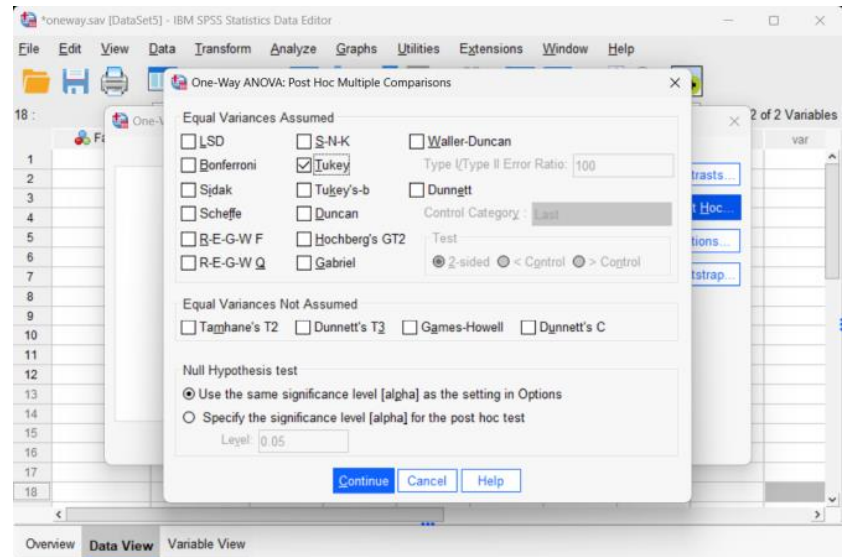 *oneway.sav [DataSet5] - IBM SPSS Statistics Data Editor
File Edit View Data Transform Analyze Graphs Utilities Extensions Window Help
One-Way ANOVA: Post Hoc Multiple Comparisons
18 :
2 of 2 Variables
One-W
Fa
var
Equal Variances Assumed
LSD S-N-K Waller-Duncan
Bonferroni Tukey Type I/Type II Error Ratio: 100
Sidak Tukey's-b Dunnett
Scheffe Duncan Control Category : Last
R-E-G-W F Hochberg's GT2 Test
R-E-G-W Q Gabriel 2-sided < Control > Control
Equal Variances Not Assumed
Tamhane's T2 Dunnett's T3 Games-Howell Dunnett's C
Null Hypothesis test
Use the same significance level [alpha] as the setting in Options
Specify the significance level [alpha] for the post hoc test
Level: 0.05
Continue Cancel Help
trasts...
t Hoc...
tions...
tstrap...
1
2
3
4
5
6
7
8
9
10
11
12
13
14
15
16
17
18
Overview Data View Variable View